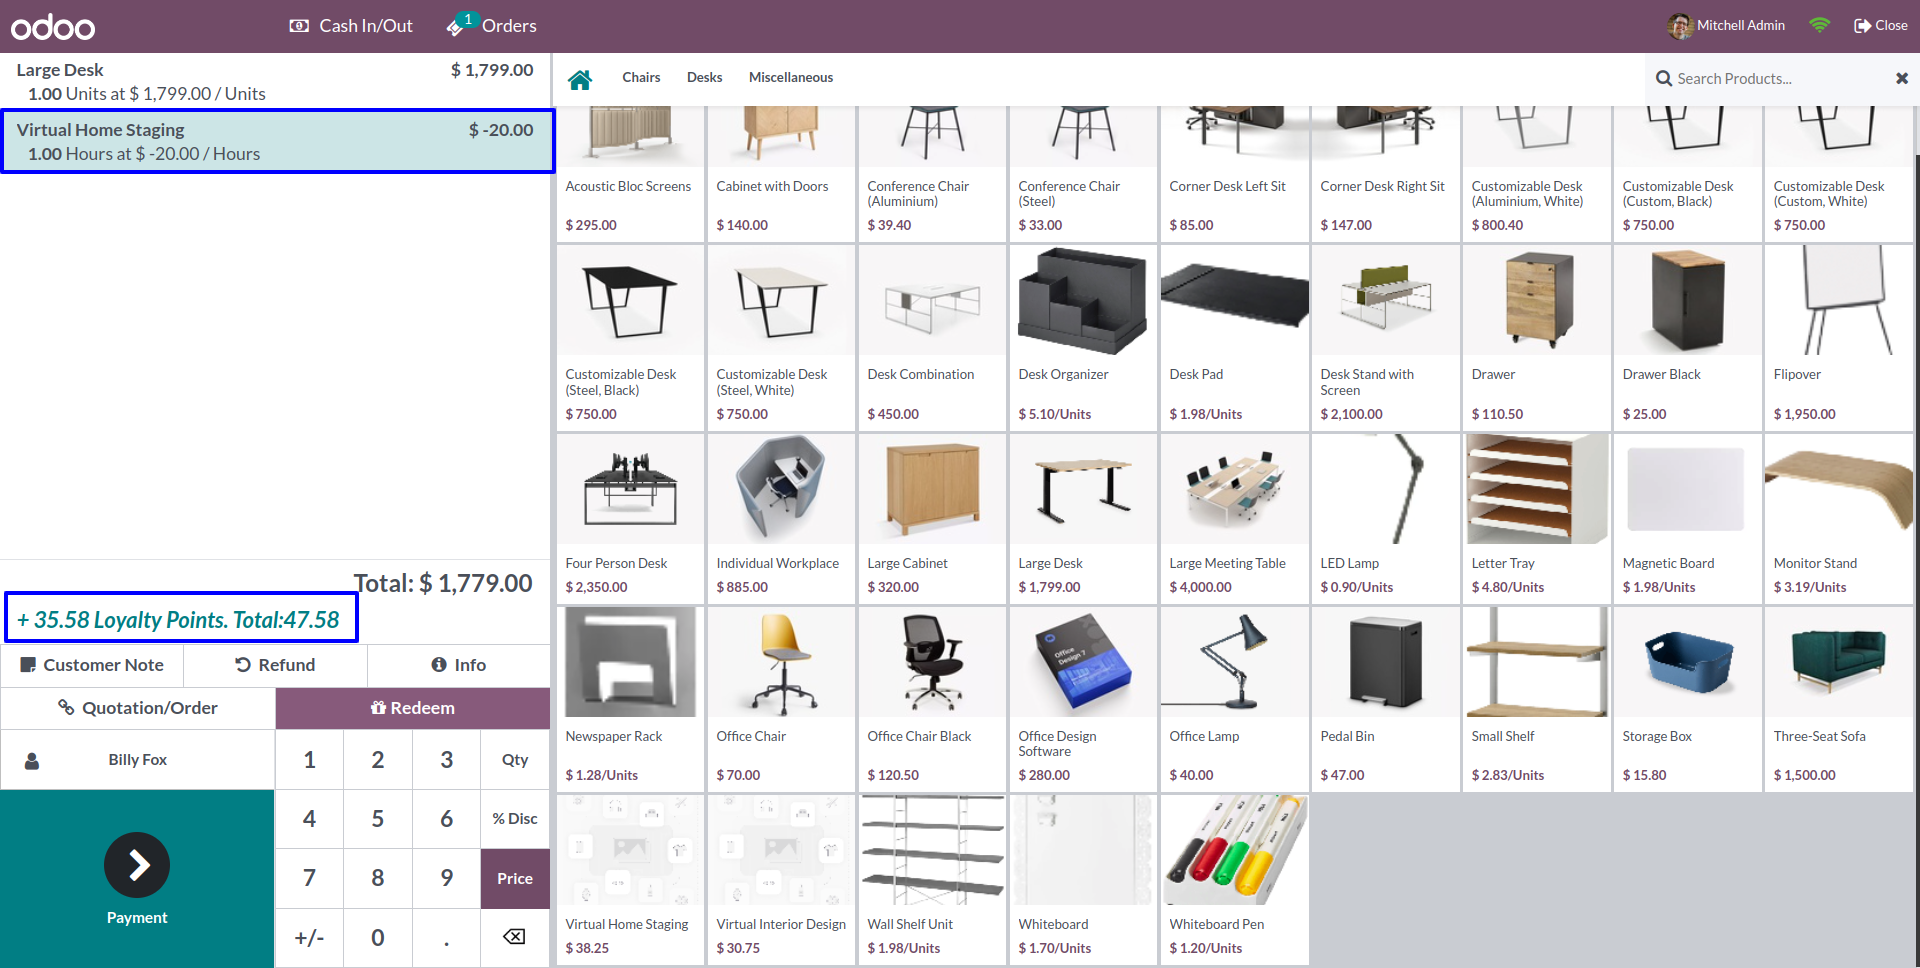 odoo
Cash In/Out
1
Orders
Mitchell Admin
Close
Large Desk $ 1,799.00
1.00 Units at $ 1,799.00 / Units
Virtual Home Staging $ -20.00
1.00 Hours at $ -20.00 / Hours
Total: $ 1,779.00
+ 35.58 Loyalty Points. Total:47.58
Customer Note Refund Info
Quotation/Order Redeem
Billy Fox
1 2 3 Qty
4 5 6 % Disc
7 8 9 Price
+/- 0 .
Payment
Chairs Desks Miscellaneous
Search Products...
Acoustic Bloc Screens
$ 295.00
Cabinet with Doors
$ 140.00
Conference Chair
(Aluminium)
$ 39.40
Conference Chair
(Steel)
$ 33.00
Corner Desk Left Sit
$ 85.00
Corner Desk Right Sit
$ 147.00
Customizable Desk
(Aluminium, White)
$ 800.40
Customizable Desk
(Custom, Black)
$ 750.00
Customizable Desk
(Custom, White)
$ 750.00
Customizable Desk
(Steel, Black)
$ 750.00
Customizable Desk
(Steel, White)
$ 750.00
Desk Combination
$ 450.00
Desk Organizer
$ 5.10/Units
Desk Pad
$ 1.98/Units
Desk Stand with
Screen
$ 2,100.00
Drawer
$ 110.50
Drawer Black
$ 25.00
Flipover
$ 1,950.00
Four Person Desk
$ 2,350.00
Individual Workplace
$ 885.00
Large Cabinet
$ 320.00
Large Desk
$ 1,799.00
Large Meeting Table
$ 4,000.00
LED Lamp
$ 0.90/Units
Letter Tray
$ 4.80/Units
Magnetic Board
$ 1.98/Units
Monitor Stand
$ 3.19/Units
Newspaper Rack
$ 1.28/Units
Office Chair
$ 70.00
Office Chair Black
$ 120.50
Office
Design 7
Office Design
Software
$ 280.00
Office Lamp
$ 40.00
Pedal Bin
$ 47.00
Small Shelf
$ 2.83/Units
Storage Box
$ 15.80
Three-Seat Sofa
$ 1,500.00
Virtual Home Staging
$ 38.25
Virtual Interior Design
$ 30.75
Wall Shelf Unit
$ 1.98/Units
Whiteboard
$ 1.70/Units
Whiteboard Pen
$ 1.20/Units